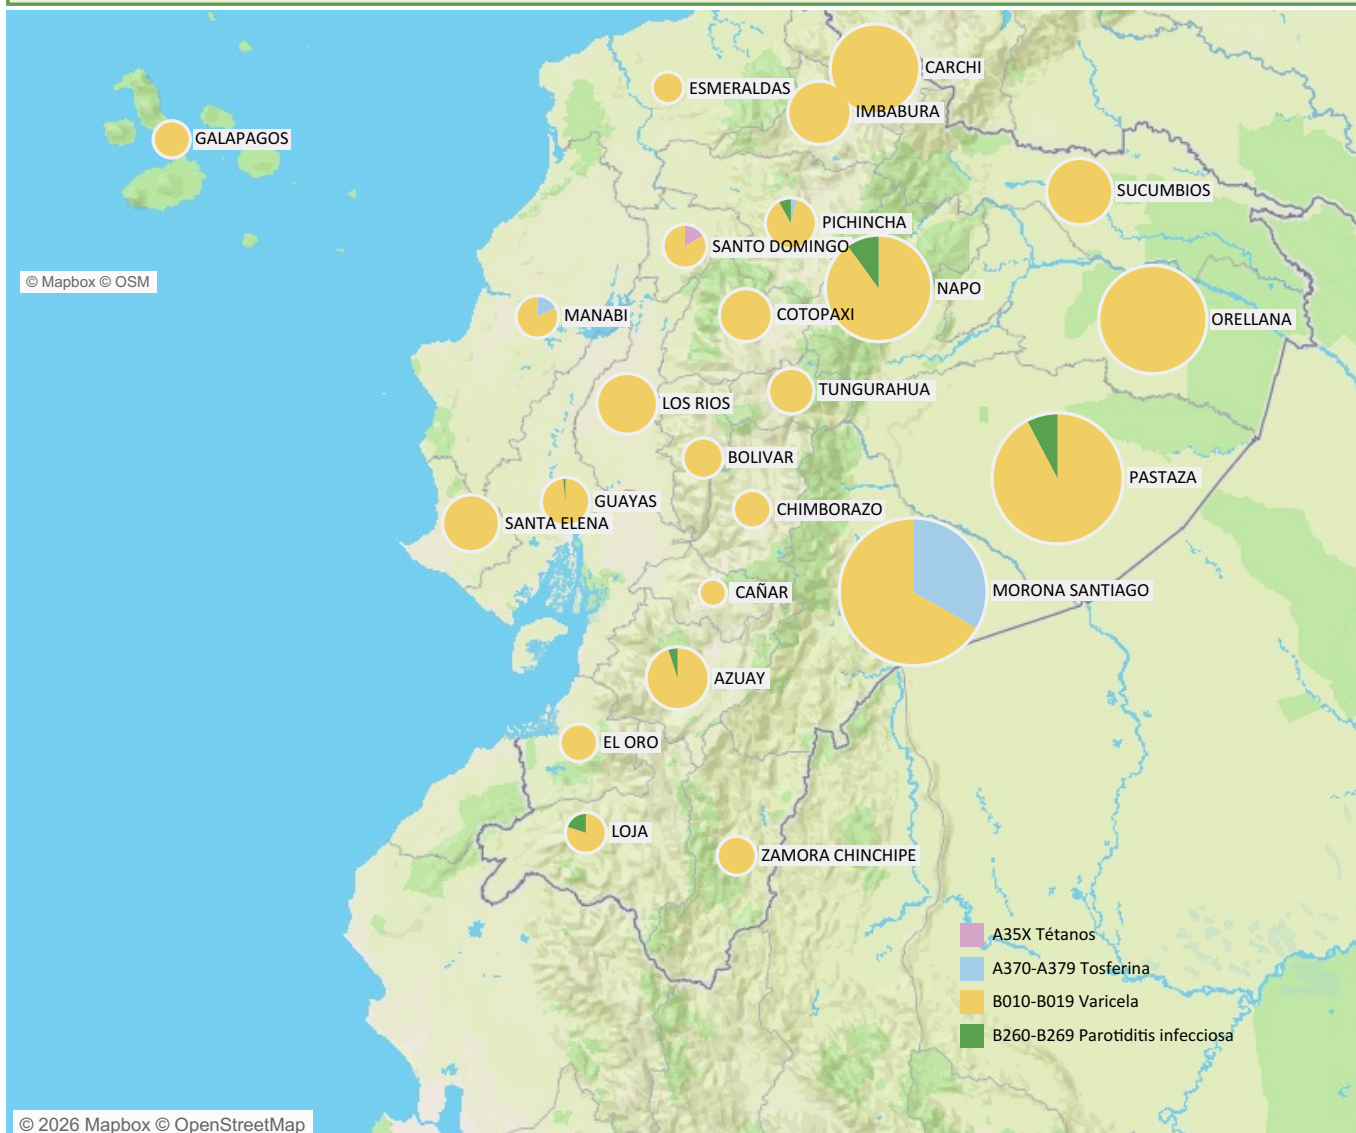 CARCHI
ESMERALDAS
IMBABURA
GALAPAGOS
SUCUMBIOS
PICHINCHA
SANTO DOMINGO
© Mapbox © OSM
NAPO
MANABI
COTOPAXI
ORELLANA
TUNGURAHUA
LOS RIOS
BOLIVAR
PASTAZA
GUAYAS
CHIMBORAZO
SANTA ELENA
CAÑAR
MORONA SANTIAGO
AZUAY
EL ORO
LOJA
ZAMORA CHINCHIPE
A35X Tétanos
A370-A379 Tosferina
B010-B019 Varicela
B260-B269 Parotiditis infecciosa
© 2026 Mapbox © OpenStreetMap